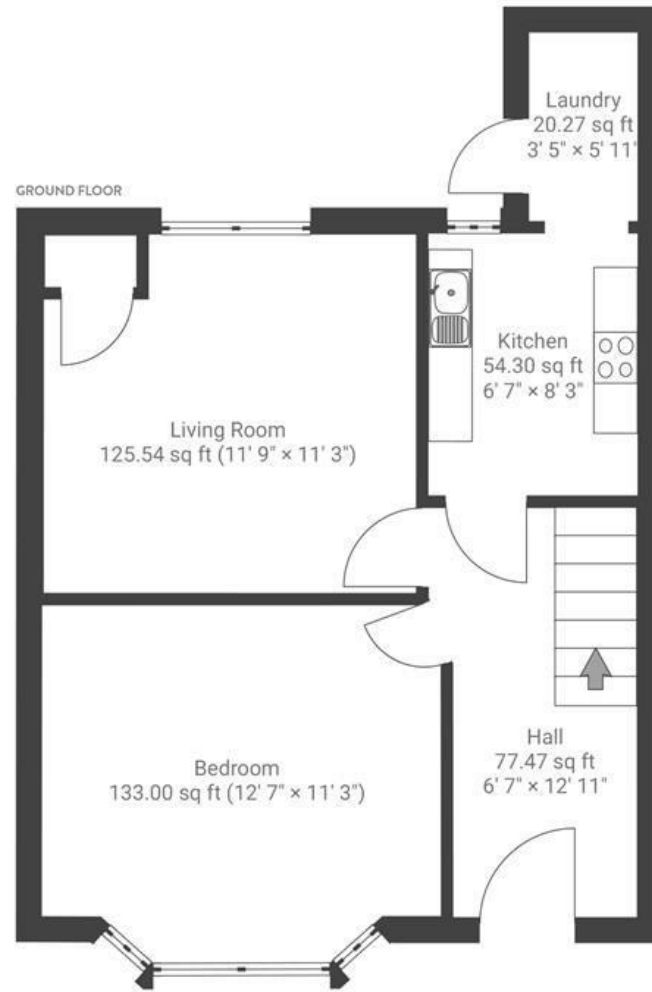 Laundry
20.27 sq ft
3' 5" × 5' 11"
GROUND FLOOR
Kitchen
54.30 sq ft
6' 7" × 8' 3"
Living Room
125.54 sq ft (11' 9" × 11' 3")
Hall
77.47 sq ft
6' 7" × 12' 11"
Bedroom
133.00 sq ft (12' 7" × 11' 3")